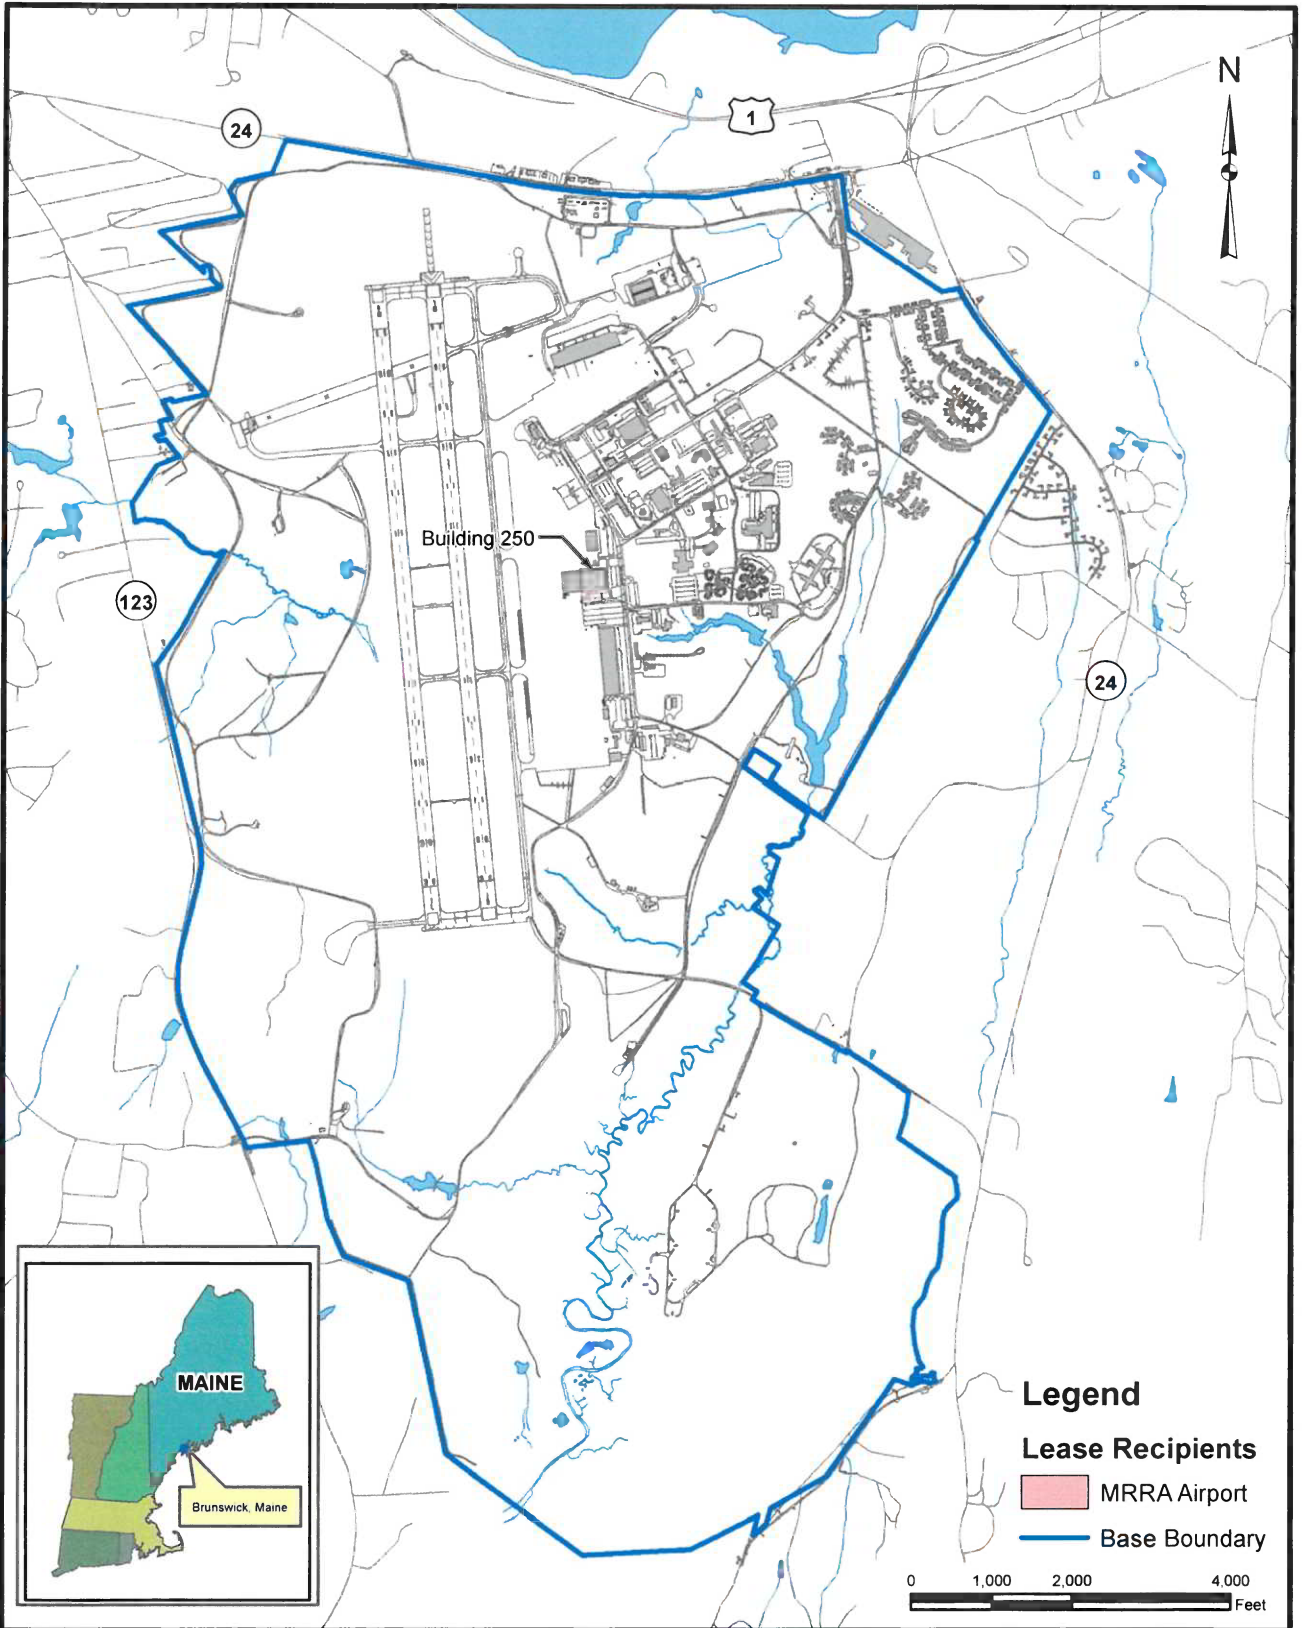 N
1
24
Building 250
123
24
MAINE
Brunswick, Maine
Legend
Lease Recipients
MRRA Airport
Base Boundary
0 1,000 2,000 4,000
Feet